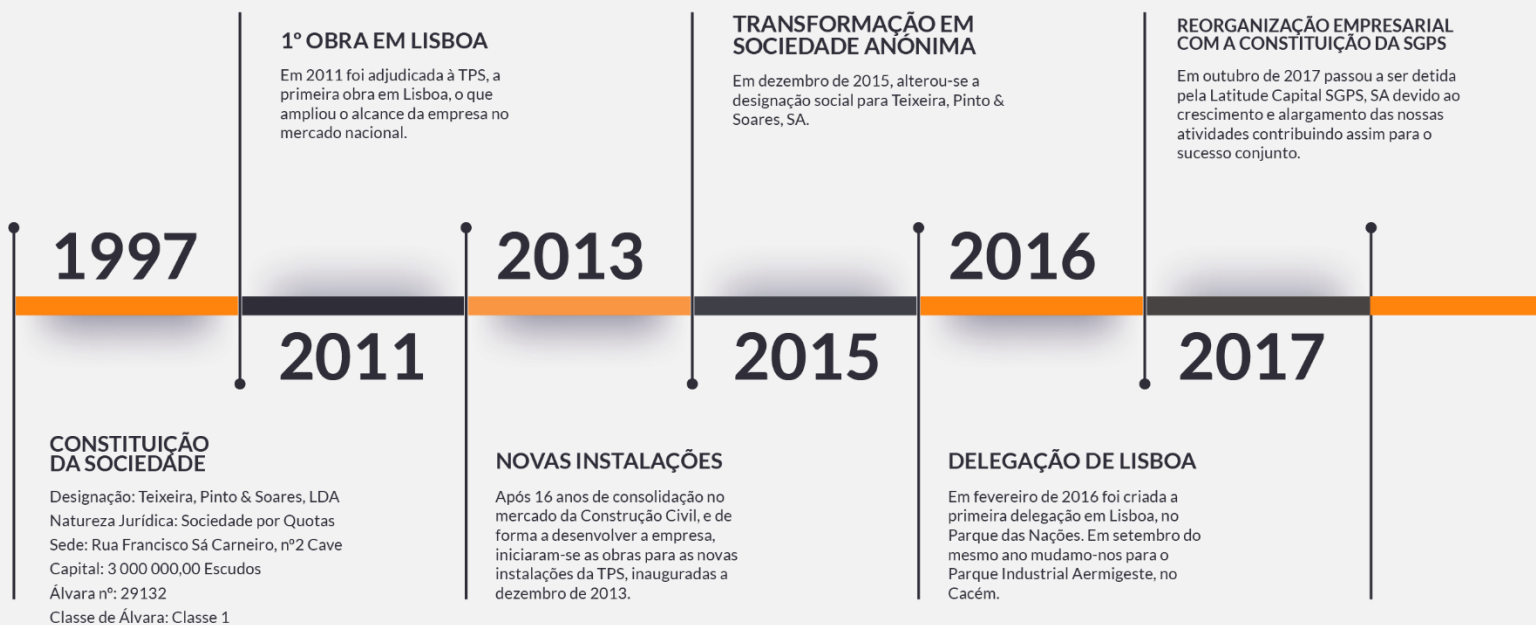 1997
CONSTITUIÇÃO
DA SOCIEDADE
Designação: Teixeira, Pinto & Soares, LDA
Natureza Jurídica: Sociedade por Quotas
Sede: Rua Francisco Sá Carneiro, nº2 Cave
Capital: 3 000 000,00 Escudos
Álvara nº: 29132
Classe de Álvara: Classe 1
1º OBRA EM LISBOA
Em 2011 foi adjudicada à TPS, a
primeira obra em Lisboa, o que
ampliou o alcance da empresa no
mercado nacional.
2011
2013
NOVAS INSTALAÇÕES
Após 16 anos de consolidação no
mercado da Construção Civil, e de
forma a desenvolver a empresa,
iniciaram-se as obras para as novas
instalações da TPS, inauguradas a
dezembro de 2013.
TRANSFORMAÇÃO EM
SOCIEDADE ANÓNIMA
Em dezembro de 2015, alterou-se a
designação social para Teixeira, Pinto &
Soares, SA.
2015
2016
DELEGAÇÃO DE LISBOA
Em fevereiro de 2016 foi criada a
primeira delegação em Lisboa, no
Parque das Nações. Em setembro do
mesmo ano mudamo-nos para o
Parque Industrial Aermigeste, no
Cacém.
REORGANIZAÇÃO EMPRESARIAL
COM A CONSTITUIÇÃO DA SGPS
Em outubro de 2017 passou a ser detida
pela Latitude Capital SGPS, SA devido ao
crescimento e alargamento das nossas
atividades contribuindo assim para o
sucesso conjunto.
2017